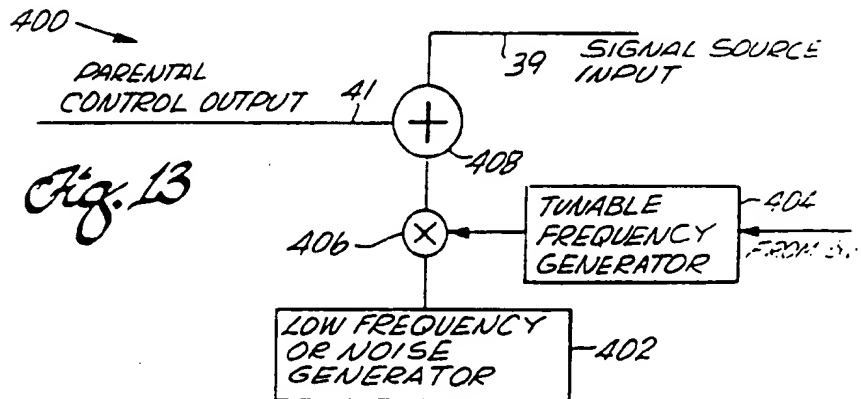 400
39
SIGNAL SOURCE
INPUT
PARENTAL
CONTROL OUTPUT
41
+
408
Fig. 13
406
×
TUNABLE
FREQUENCY
GENERATOR
404
FROM
LOW FREQUENCY
OR NOISE
GENERATOR
402